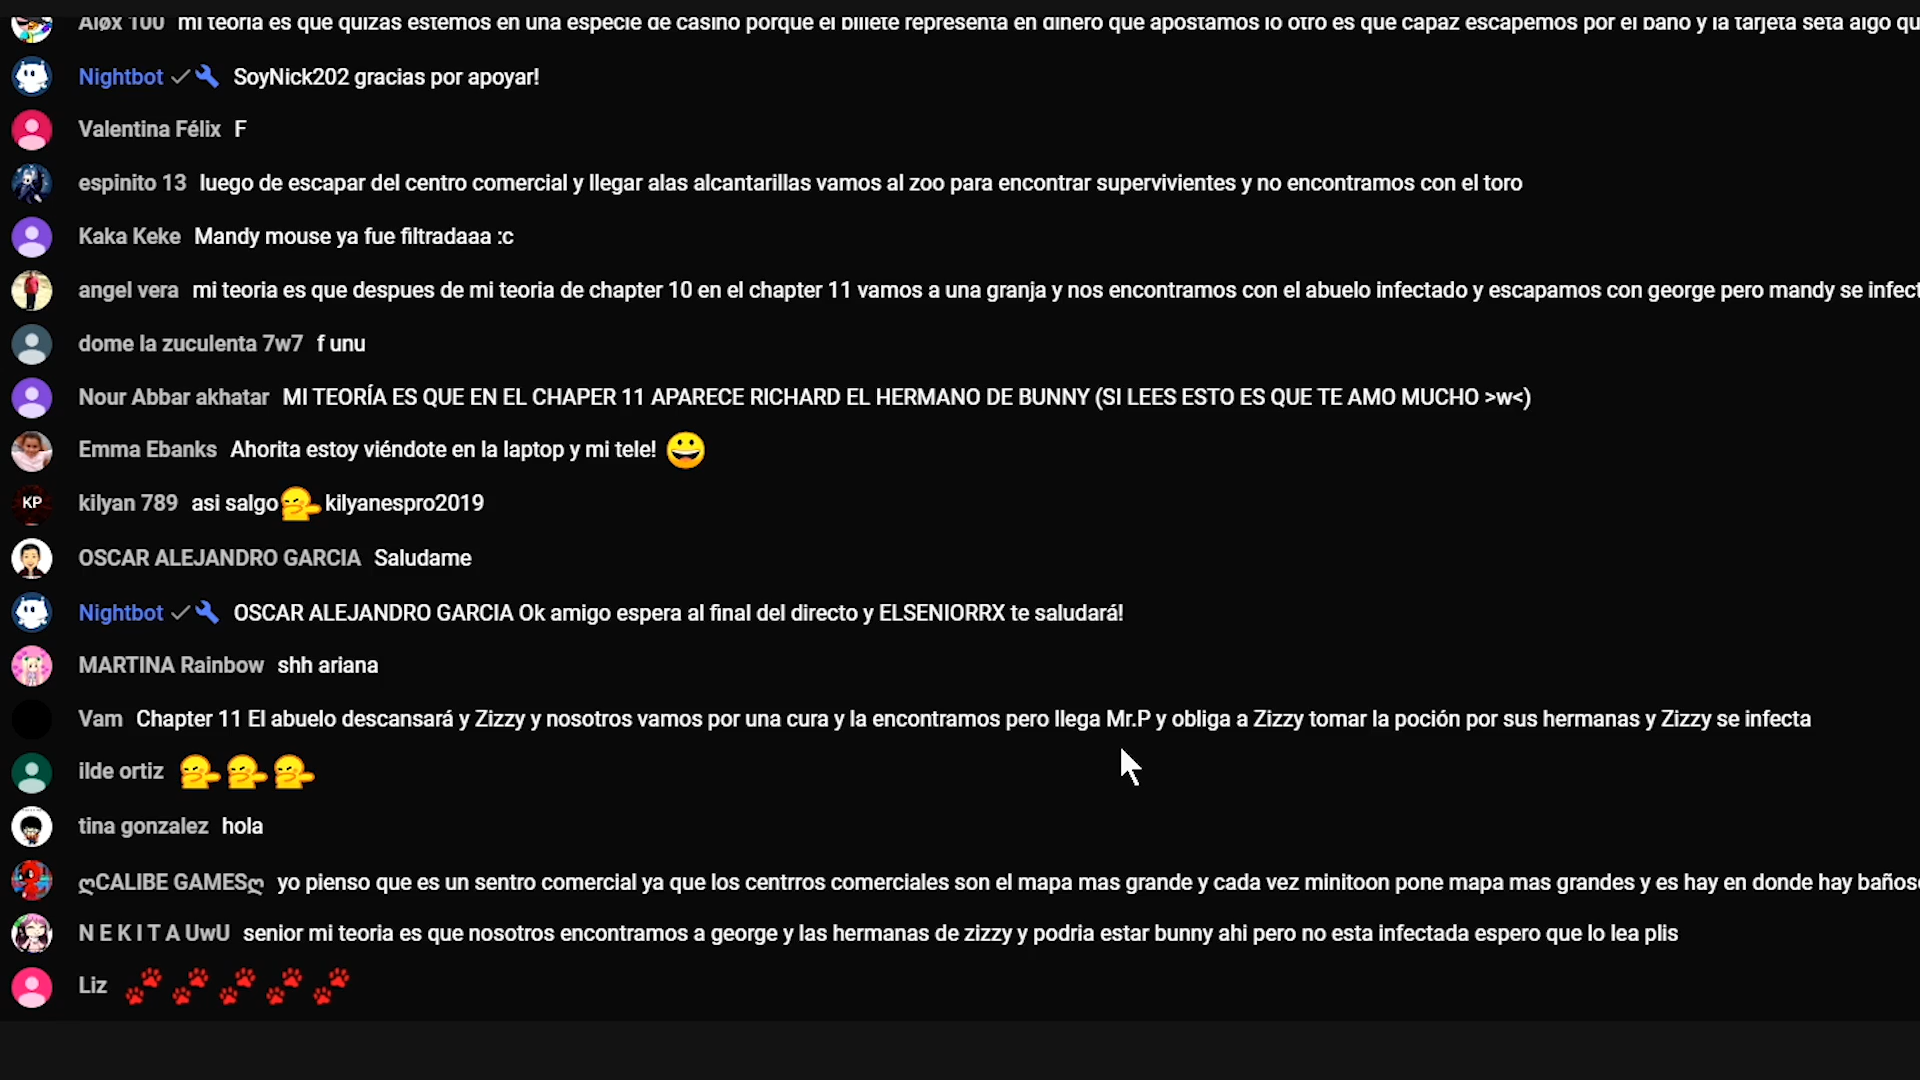 Aløx 100 mi teoria es que quizas estemos en una especie de casino porque el billete representa en dinero que apostamos lo otro es que capaz escapemos por el baño y la tarjeta seta algo qu
Nightbot SoyNick202 gracias por apoyar!
Valentina Félix F
espinito 13 luego de escapar del centro comercial y llegar alas alcantarillas vamos al zoo para encontrar supervivientes y no encontramos con el toro
Kaka Keke Mandy mouse ya fue filtradaaa :c
angel vera mi teoria es que despues de mi teoria de chapter 10 en el chapter 11 vamos a una granja y nos encontramos con el abuelo infectado y escapamos con george pero mandy se infect
dome la zuculenta 7w7 f unu
Nour Abbar akhatar MI TEORÍA ES QUE EN EL CHAPER 11 APARECE RICHARD EL HERMANO DE BUNNY (SI LEES ESTO ES QUE TE AMO MUCHO >w<)
Emma Ebanks Ahorita estoy viéndote en la laptop y mi tele! 😀
KP kilyan 789 asi salgo kilyanespro2019
OSCAR ALEJANDRO GARCIA Saludame
Nightbot OSCAR ALEJANDRO GARCIA Ok amigo espera al final del directo y ELSENIORRX te saludará!
MARTINA Rainbow shh ariana
Vam Chapter 11 El abuelo descansará y Zizzy y nosotros vamos por una cura y la encontramos pero llega Mr.P y obliga a Zizzy tomar la poción por sus hermanas y Zizzy se infecta
ilde ortiz
tina gonzalez hola
ღCALIBE GAMESღ yo pienso que es un sentro comercial ya que los centrros comerciales son el mapa mas grande y cada vez minitoon pone mapa mas grandes y es hay en donde hay baños
N E K I T A UwU senior mi teoria es que nosotros encontramos a george y las hermanas de zizzy y podria estar bunny ahi pero no esta infectada espero que lo lea plis
Liz 🐾 🐾 🐾 🐾 🐾